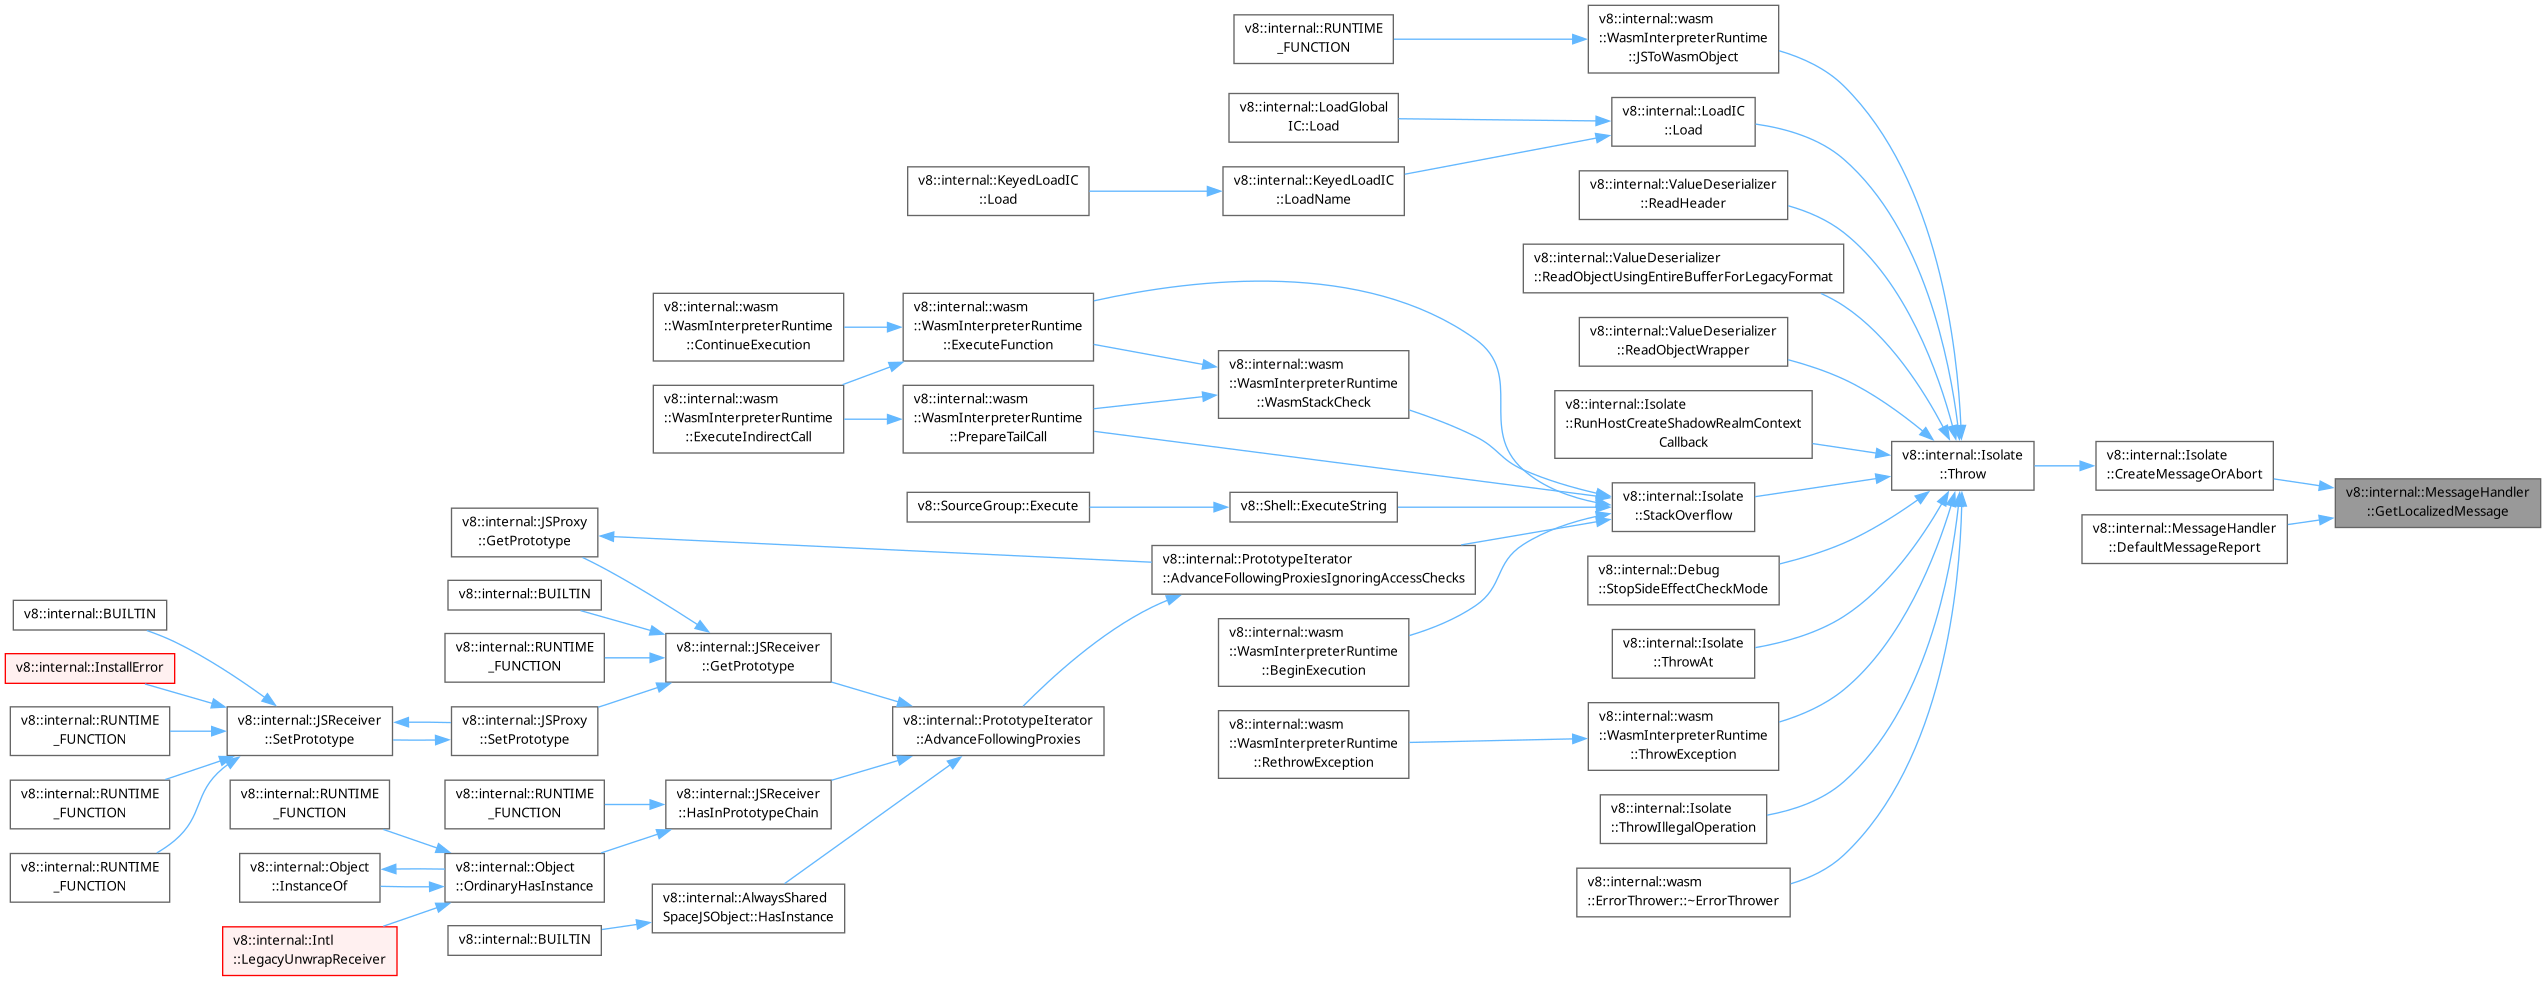 v8::internal::RUNTIME
_FUNCTION
v8::internal::wasm
::WasmInterpreterRuntime
::JSToWasmObject
v8::internal::LoadGlobal
IC::Load
v8::internal::LoadIC
::Load
v8::internal::KeyedLoadIC
::Load
v8::internal::KeyedLoadIC
::LoadName
v8::internal::ValueDeserializer
::ReadHeader
v8::internal::ValueDeserializer
::ReadObjectUsingEntireBufferForLegacyFormat
v8::internal::wasm
::WasmInterpreterRuntime
::ContinueExecution
v8::internal::wasm
::WasmInterpreterRuntime
::ExecuteFunction
v8::internal::ValueDeserializer
::ReadObjectWrapper
v8::internal::wasm
::WasmInterpreterRuntime
::WasmStackCheck
v8::internal::wasm
::WasmInterpreterRuntime
::ExecuteIndirectCall
v8::internal::wasm
::WasmInterpreterRuntime
::PrepareTailCall
v8::internal::Isolate
::RunHostCreateShadowRealmContext
Callback
v8::internal::Isolate
::Throw
v8::internal::Isolate
::CreateMessageOrAbort
v8::internal::MessageHandler
::GetLocalizedMessage
v8::internal::MessageHandler
::DefaultMessageReport
v8::SourceGroup::Execute
v8::Shell::ExecuteString
v8::internal::Isolate
::StackOverflow
v8::internal::JSProxy
::GetPrototype
v8::internal::PrototypeIterator
::AdvanceFollowingProxiesIgnoringAccessChecks
v8::internal::Debug
::StopSideEffectCheckMode
v8::internal::BUILTIN
v8::internal::BUILTIN
v8::internal::RUNTIME
_FUNCTION
v8::internal::JSReceiver
::GetPrototype
v8::internal::wasm
::WasmInterpreterRuntime
::BeginExecution
v8::internal::Isolate
::ThrowAt
v8::internal::InstallError
v8::internal::RUNTIME
_FUNCTION
v8::internal::JSReceiver
::SetPrototype
v8::internal::JSProxy
::SetPrototype
v8::internal::PrototypeIterator
::AdvanceFollowingProxies
v8::internal::wasm
::WasmInterpreterRuntime
::RethrowException
v8::internal::wasm
::WasmInterpreterRuntime
::ThrowException
v8::internal::RUNTIME
_FUNCTION
v8::internal::RUNTIME
_FUNCTION
v8::internal::RUNTIME
_FUNCTION
v8::internal::JSReceiver
::HasInPrototypeChain
v8::internal::Isolate
::ThrowIllegalOperation
v8::internal::RUNTIME
_FUNCTION
v8::internal::Object
::InstanceOf
v8::internal::Object
::OrdinaryHasInstance
v8::internal::AlwaysShared
SpaceJSObject::HasInstance
v8::internal::wasm
::ErrorThrower::~ErrorThrower
v8::internal::Intl
::LegacyUnwrapReceiver
v8::internal::BUILTIN